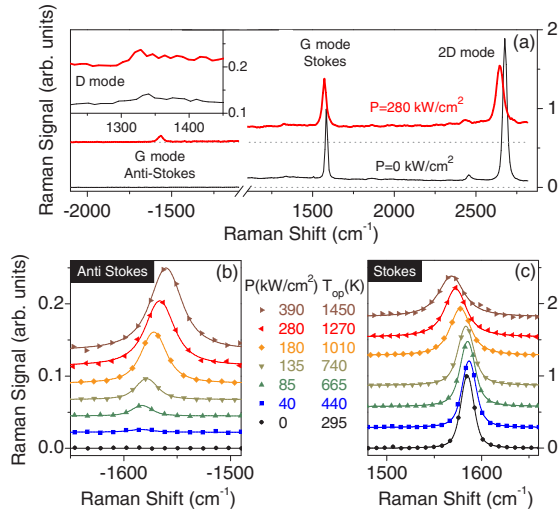 (a)
G mode
Stokes
2D mode
D mode
0.2
0.1
1300 1400
P=280 kW/cm²
P=0 kW/cm²
G mode
Anti-Stokes
2
1
0
-2000 -1500 1500 2000 2500
Raman Shift (cm⁻¹)
Raman Signal (arb. units)
Anti Stokes (b)
P(kW/cm²) T_op(K)
390 1450
280 1270
180 1010
135 740
85 665
40 440
0 295
Stokes (c)
0.2
0.1
0.0
2
1
0
-1600 -1500
1500 1600
Raman Shift (cm⁻¹)
Raman Shift (cm⁻¹)
Raman Signal (arb. units)